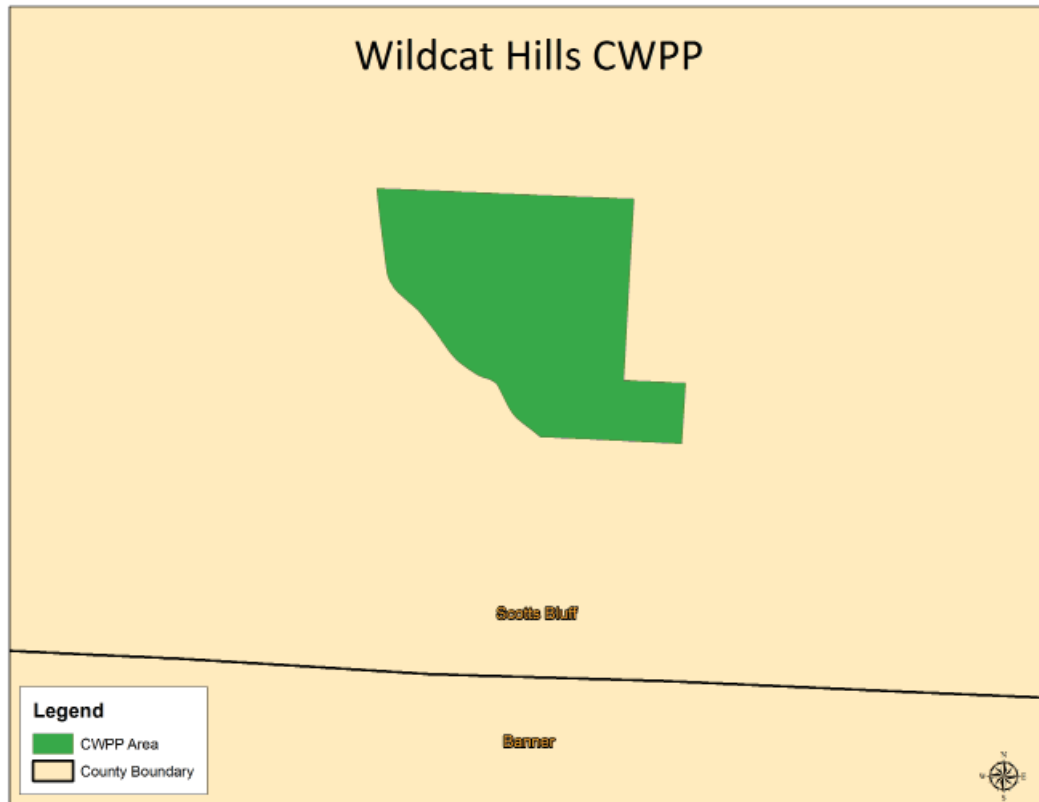 Wildcat Hills CWPP
Scotts Bluff
Banner
Legend
CWPP Area
County Boundary
N
W
E
S